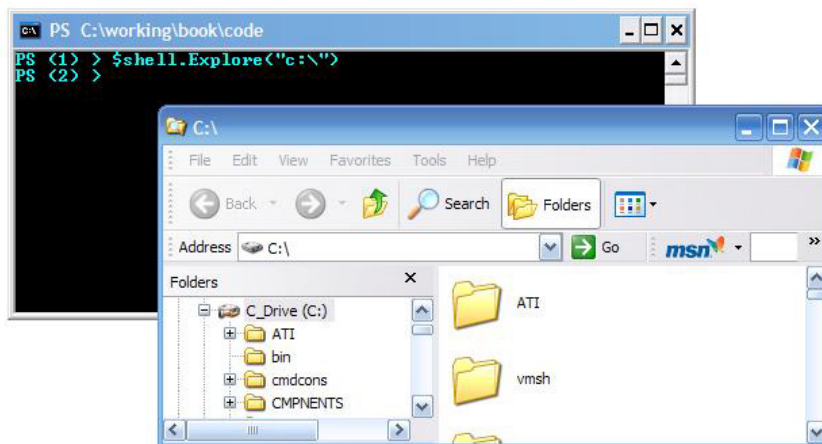 PS C:\working\book\code
PS (1) > $shell.Explore("c:\")
PS (2) >
C:\
File Edit View Favorites Tools Help
Back Search Folders
Address C:\ Go msn »
Folders
C_Drive (C:)
ATI
bin
cmdcons
CMPNENTS
ATI
vmsh